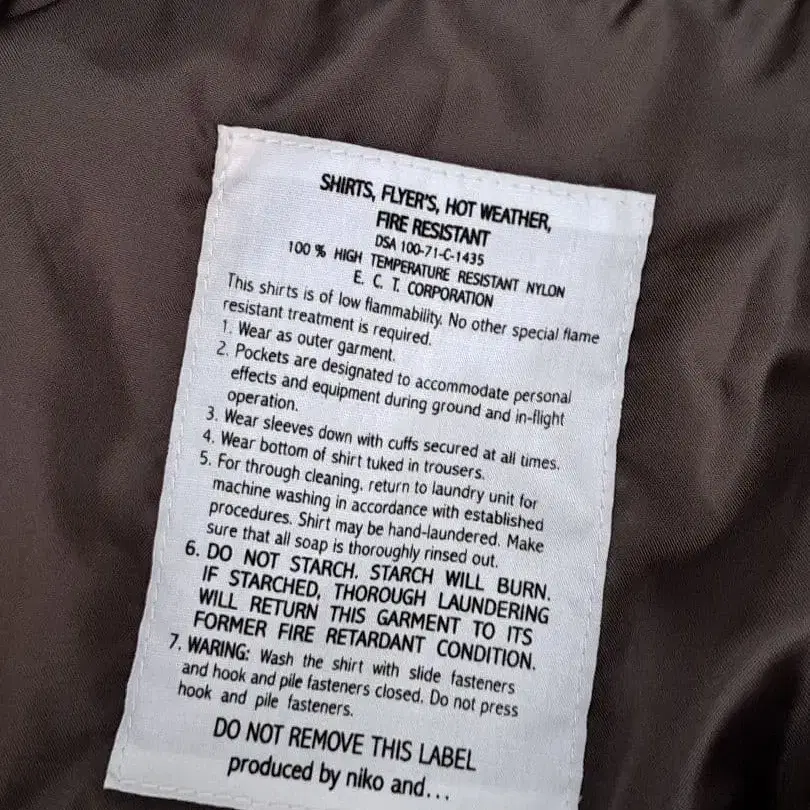 SHIRTS, FLYER'S, HOT WEATHER,
FIRE RESISTANT
DSA 100-71-C-1435
100 % HIGH TEMPERATURE RESISTANT NYLON
E. C. T. CORPORATION
This shirts is of low flammability. No other special flame
resistant treatment is required.
1. Wear as outer garment.
2. Pockets are designated to accommodate personal
effects and equipment during ground and in-flight
operation.
3. Wear sleeves down with cuffs secured at all times.
4. Wear bottom of shirt tuked in trousers.
5. For through cleaning. return to laundry unit for
machine washing in accordance with established
procedures. Shirt may be hand-laundered. Make
sure that all soap is thoroughly rinsed out.
6. DO NOT STARCH. STARCH WILL BURN.
IF STARCHED, THOROUGH LAUNDERING
WILL RETURN THIS GARMENT TO ITS
FORMER FIRE RETARDANT CONDITION.
7. WARING: Wash the shirt with slide fasteners
and hook and pile fasteners closed. Do not press
hook and pile fasteners.
DO NOT REMOVE THIS LABEL
produced by niko and...